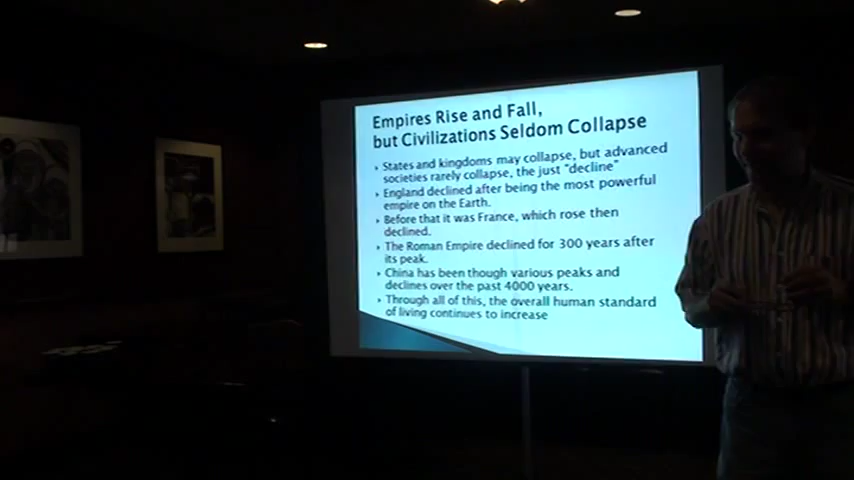 Empires Rise and Fall,
but Civilizations Seldom Collapse
States and kingdoms may collapse, but advanced
societies rarely collapse, the just "decline"
England declined after being the most powerful
empire on the Earth.
Before that it was France, which rose then
declined.
The Roman Empire declined for 300 years after
its peak.
China has been though various peaks and
declines over the past 4000 years.
Through all of this, the overall human standard
of living continues to increase